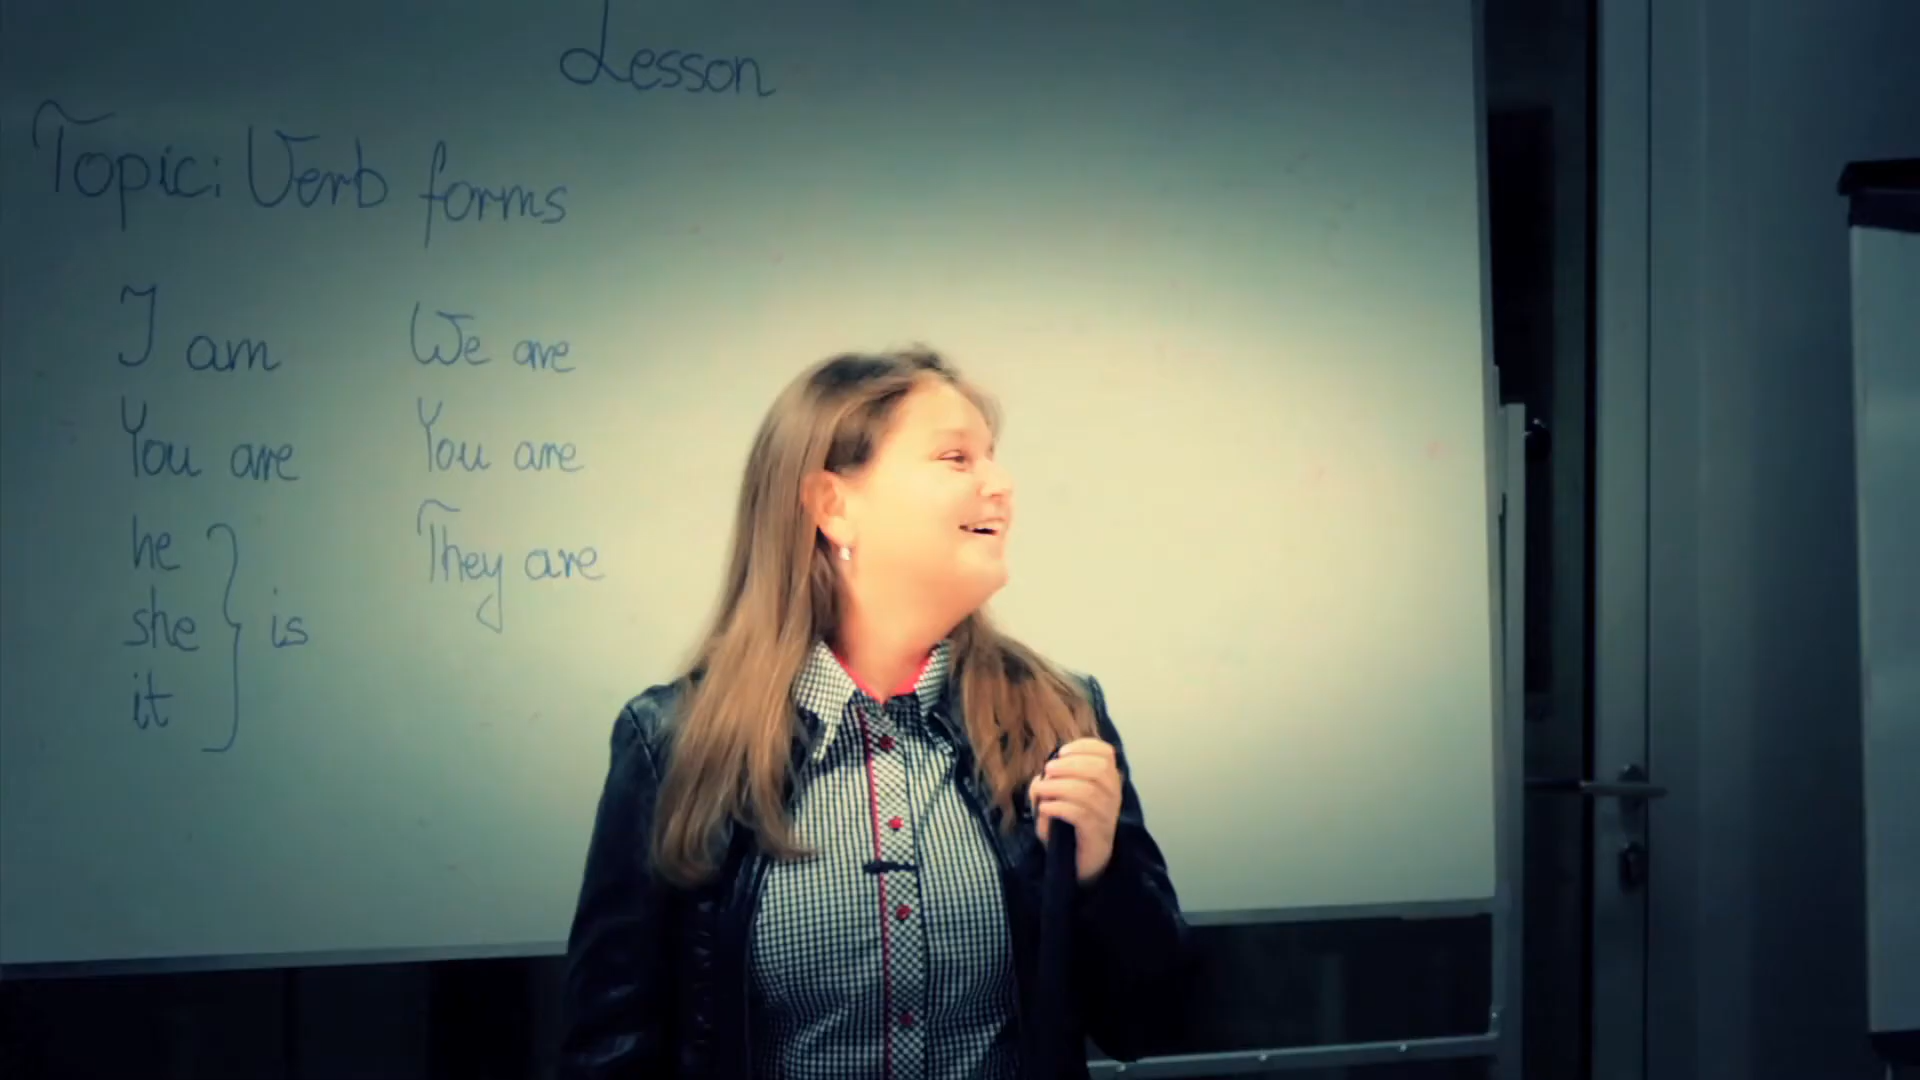 Lesson
Topic: Verb forms
I am
You are
he
she } is
it
We are
You are
They are